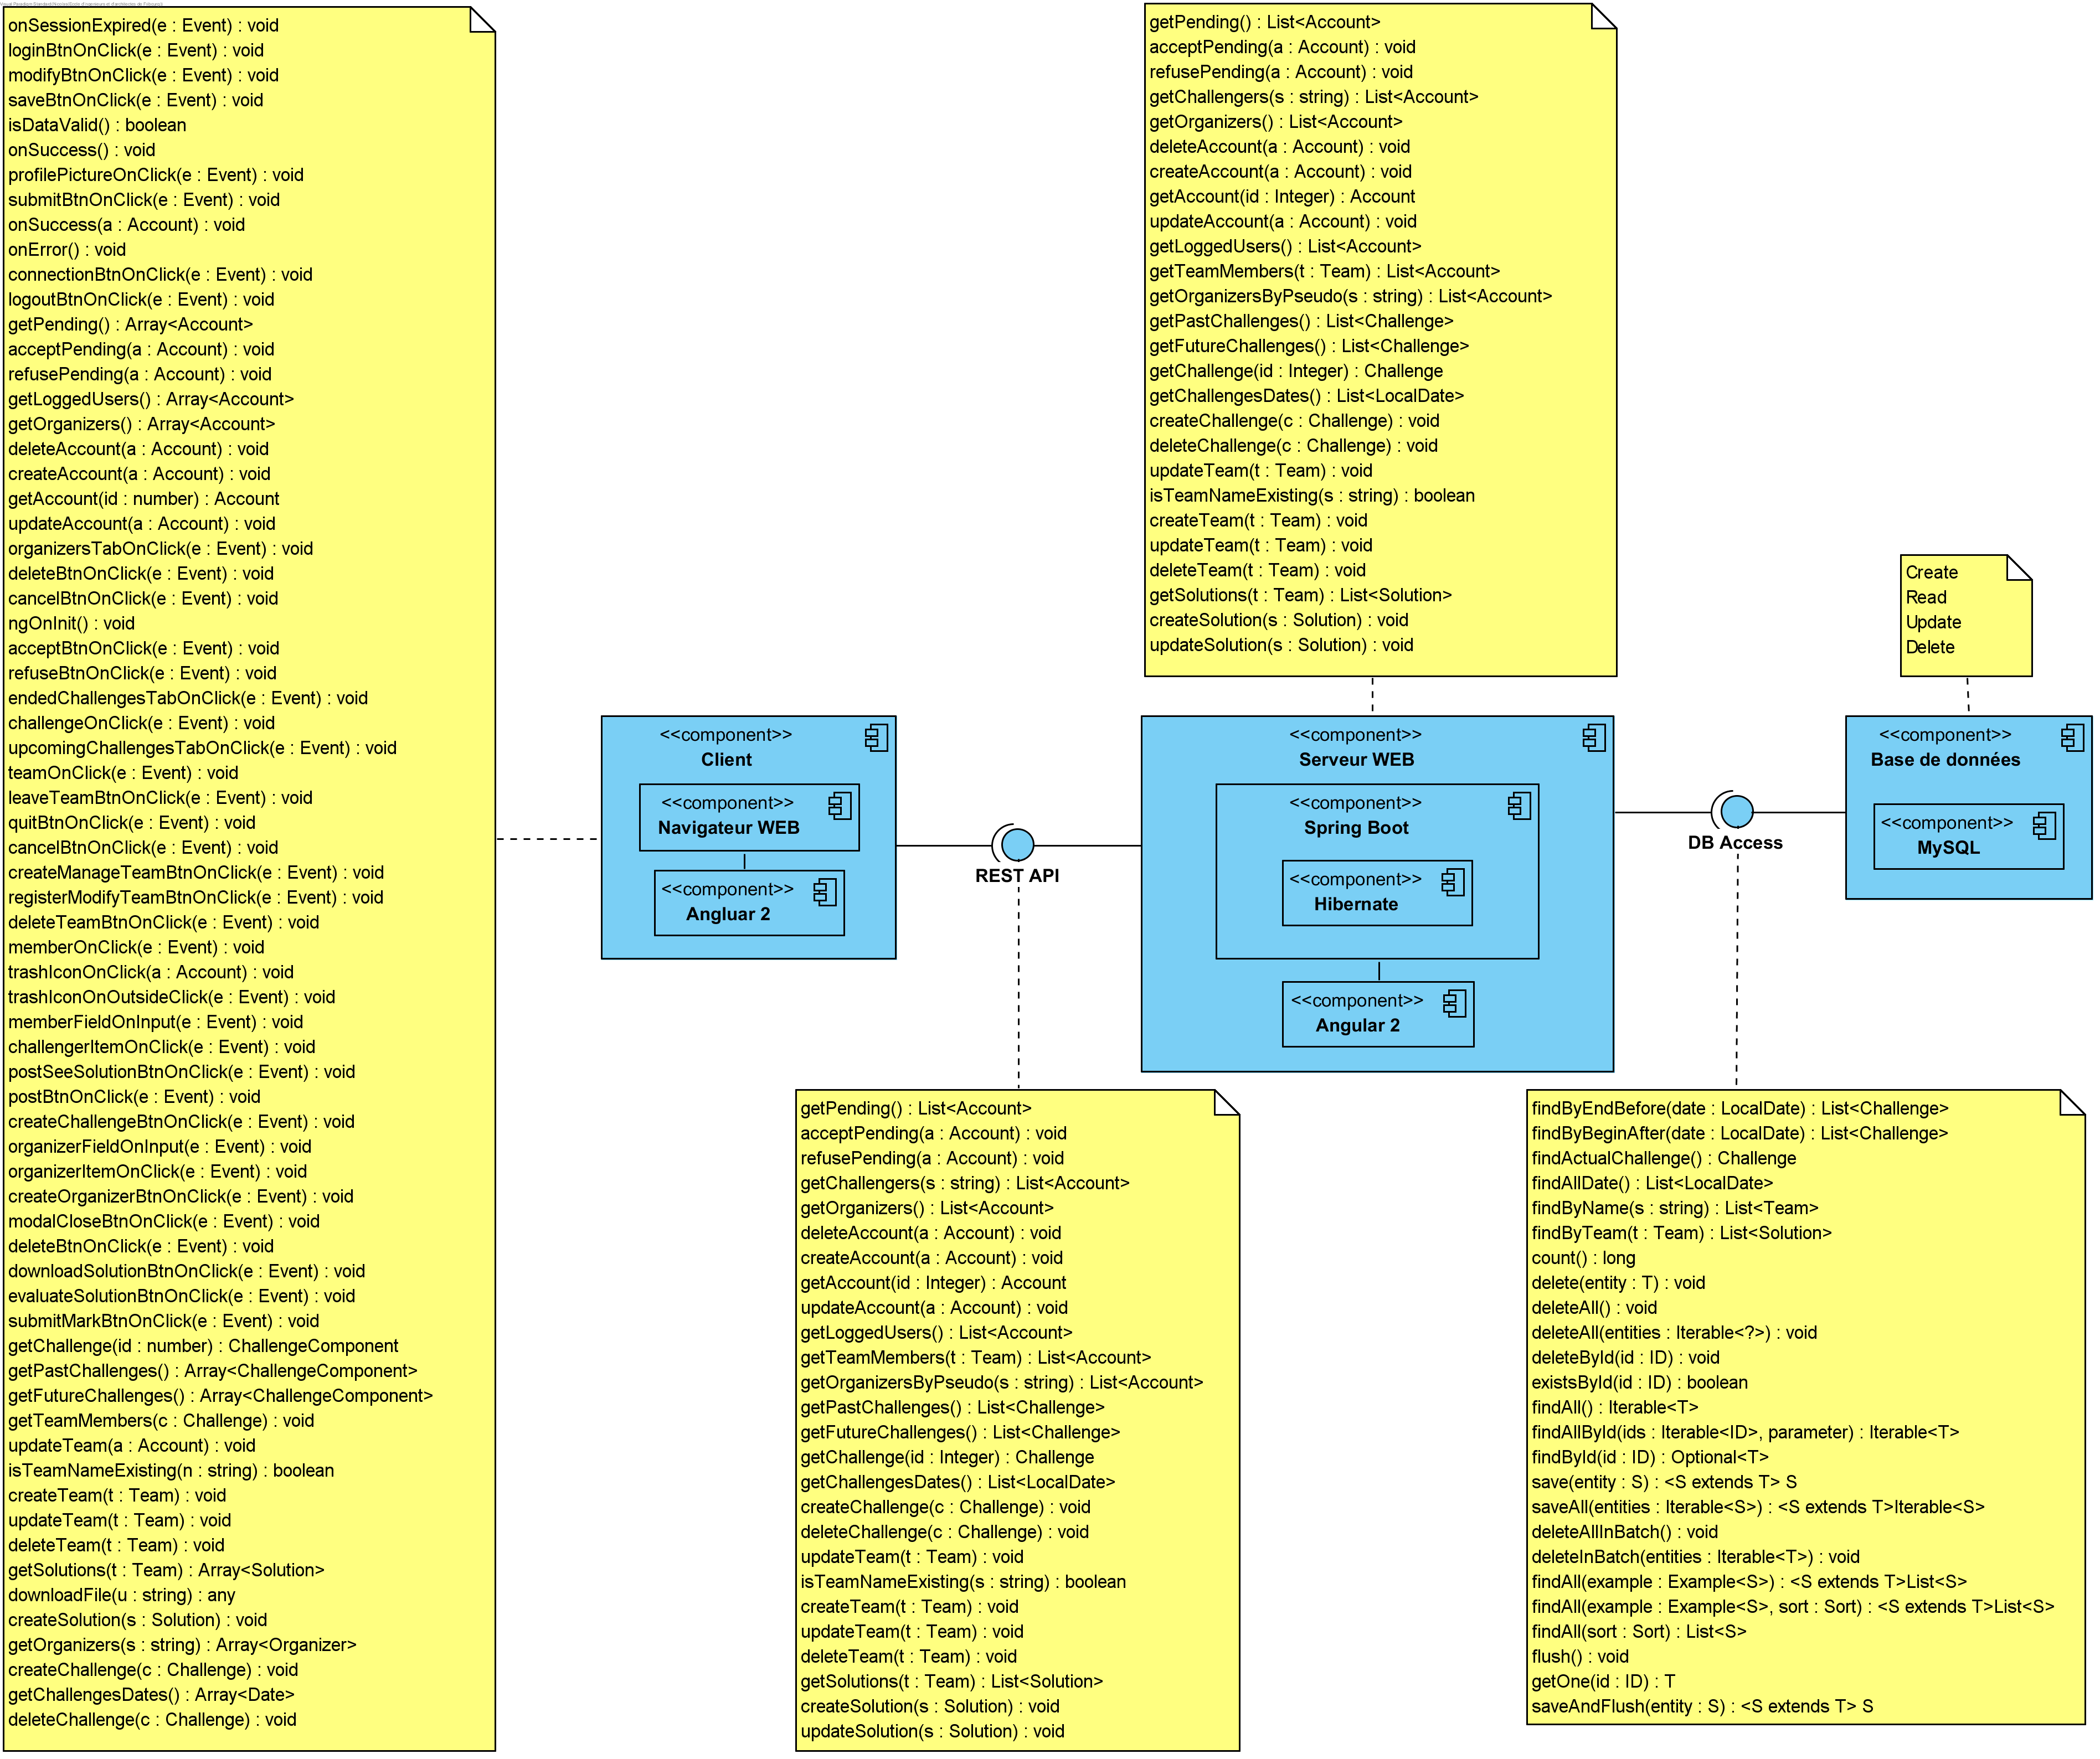 onSessionExpired(e : Event) : void
loginBtnOnClick(e : Event) : void
modifyBtnOnClick(e : Event) : void
saveBtnOnClick(e : Event) : void
isDataValid() : boolean
onSuccess() : void
profilePictureOnClick(e : Event) : void
submitBtnOnClick(e : Event) : void
onSuccess(a : Account) : void
onError() : void
connectionBtnOnClick(e : Event) : void
logoutBtnOnClick(e : Event) : void
getPending() : Array<Account>
acceptPending(a : Account) : void
refusePending(a : Account) : void
getLoggedUsers() : Array<Account>
getOrganizers() : Array<Account>
deleteAccount(a : Account) : void
createAccount(a : Account) : void
getAccount(id : number) : Account
updateAccount(a : Account) : void
organizersTabOnClick(e : Event) : void
deleteBtnOnClick(e : Event) : void
cancelBtnOnClick(e : Event) : void
ngOnInit() : void
acceptBtnOnClick(e : Event) : void
refuseBtnOnClick(e : Event) : void
endedChallengesTabOnClick(e : Event) : void
challengeOnClick(e : Event) : void
upcomingChallengesTabOnClick(e : Event) : void
teamOnClick(e : Event) : void
leaveTeamBtnOnClick(e : Event) : void
quitBtnOnClick(e : Event) : void
cancelBtnOnClick(e : Event) : void
createManageTeamBtnOnClick(e : Event) : void
registerModifyTeamBtnOnClick(e : Event) : void
deleteTeamBtnOnClick(e : Event) : void
memberOnClick(e : Event) : void
trashIconOnClick(a : Account) : void
trashIconOnOutsideClick(e : Event) : void
memberFieldOnInput(e : Event) : void
challengerItemOnClick(e : Event) : void
postSeeSolutionBtnOnClick(e : Event) : void
postBtnOnClick(e : Event) : void
createChallengeBtnOnClick(e : Event) : void
organizerFieldOnInput(e : Event) : void
organizerItemOnClick(e : Event) : void
createOrganizerBtnOnClick(e : Event) : void
modalCloseBtnOnClick(e : Event) : void
deleteBtnOnClick(e : Event) : void
downloadSolutionBtnOnClick(e : Event) : void
evaluateSolutionBtnOnClick(e : Event) : void
submitMarkBtnOnClick(e : Event) : void
getChallenge(id : number) : ChallengeComponent
getPastChallenges() : Array<ChallengeComponent>
getFutureChallenges() : Array<ChallengeComponent>
getTeamMembers(c : Challenge) : void
updateTeam(a : Account) : void
isTeamNameExisting(n : string) : boolean
createTeam(t : Team) : void
updateTeam(t : Team) : void
deleteTeam(t : Team) : void
getSolutions(t : Team) : Array<Solution>
downloadFile(u : string) : any
createSolution(s : Solution) : void
getOrganizers(s : string) : Array<Organizer>
createChallenge(c : Challenge) : void
getChallengesDates() : Array<Date>
deleteChallenge(c : Challenge) : void
<<component>>
Client
<<component>>
Navigateur WEB
<<component>>
Angluar 2
REST API
getPending() : List<Account>
acceptPending(a : Account) : void
refusePending(a : Account) : void
getChallengers(s : string) : List<Account>
getOrganizers() : List<Account>
deleteAccount(a : Account) : void
createAccount(a : Account) : void
getAccount(id : Integer) : Account
updateAccount(a : Account) : void
getLoggedUsers() : List<Account>
getTeamMembers(t : Team) : List<Account>
getOrganizersByPseudo(s : string) : List<Account>
getPastChallenges() : List<Challenge>
getFutureChallenges() : List<Challenge>
getChallenge(id : Integer) : Challenge
getChallengesDates() : List<LocalDate>
createChallenge(c : Challenge) : void
deleteChallenge(c : Challenge) : void
updateTeam(t : Team) : void
isTeamNameExisting(s : string) : boolean
createTeam(t : Team) : void
updateTeam(t : Team) : void
deleteTeam(t : Team) : void
getSolutions(t : Team) : List<Solution>
createSolution(s : Solution) : void
updateSolution(s : Solution) : void
getPending() : List<Account>
acceptPending(a : Account) : void
refusePending(a : Account) : void
getChallengers(s : string) : List<Account>
getOrganizers() : List<Account>
deleteAccount(a : Account) : void
createAccount(a : Account) : void
getAccount(id : Integer) : Account
updateAccount(a : Account) : void
getLoggedUsers() : List<Account>
getTeamMembers(t : Team) : List<Account>
getOrganizersByPseudo(s : string) : List<Account>
getPastChallenges() : List<Challenge>
getFutureChallenges() : List<Challenge>
getChallenge(id : Integer) : Challenge
getChallengesDates() : List<LocalDate>
createChallenge(c : Challenge) : void
deleteChallenge(c : Challenge) : void
updateTeam(t : Team) : void
isTeamNameExisting(s : string) : boolean
createTeam(t : Team) : void
updateTeam(t : Team) : void
deleteTeam(t : Team) : void
getSolutions(t : Team) : List<Solution>
createSolution(s : Solution) : void
updateSolution(s : Solution) : void
<<component>>
Serveur WEB
<<component>>
Spring Boot
<<component>>
Hibernate
<<component>>
Angular 2
DB Access
findByEndBefore(date : LocalDate) : List<Challenge>
findByBeginAfter(date : LocalDate) : List<Challenge>
findActualChallenge() : Challenge
findAllDate() : List<LocalDate>
findByName(s : string) : List<Team>
findByTeam(t : Team) : List<Solution>
count() : long
delete(entity : T) : void
deleteAll() : void
deleteAll(entities : Iterable<?>) : void
deleteById(id : ID) : void
existsById(id : ID) : boolean
findAll() : Iterable<T>
findAllById(ids : Iterable<ID>, parameter) : Iterable<T>
findById(id : ID) : Optional<T>
save(entity : S) : <S extends T> S
saveAll(entities : Iterable<S>) : <S extends T>Iterable<S>
deleteAllInBatch() : void
deleteInBatch(entities : Iterable<T>) : void
findAll(example : Example<S>) : <S extends T>List<S>
findAll(example : Example<S>, sort : Sort) : <S extends T>List<S>
findAll(sort : Sort) : List<S>
flush() : void
getOne(id : ID) : T
saveAndFlush(entity : S) : <S extends T> S
Create
Read
Update
Delete
<<component>>
Base de données
<<component>>
MySQL